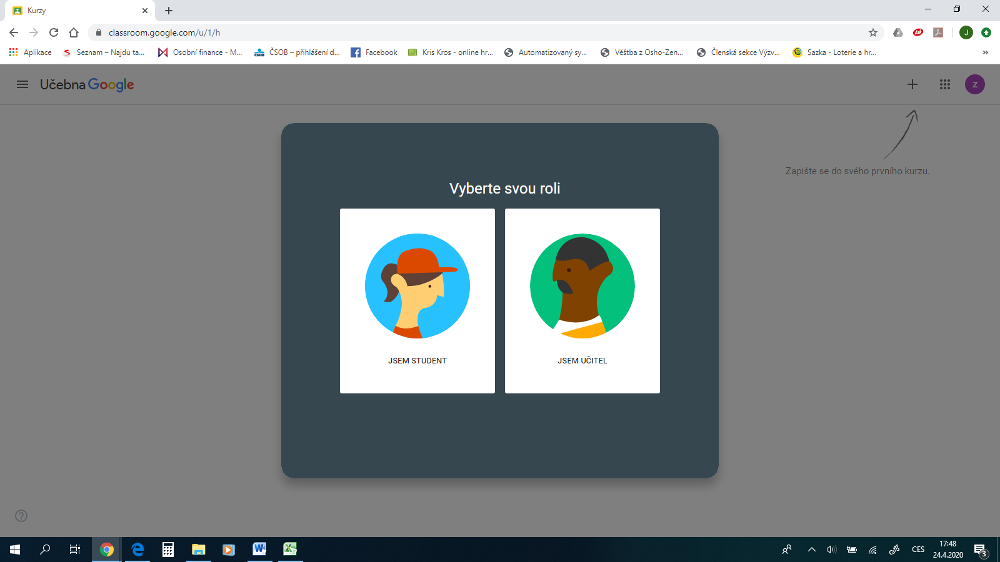 Kurzy
classroom.google.com/u/1/h
J
Aplikace
Seznam – Najdu ta...
Osobní finance - M...
ČSOB – přihlášení d...
Facebook
Kris Kros - online hr...
Automatizovaný sy...
Věštba z Osho-Zen...
Členská sekce Výzv...
Sazka - Loterie a hr...
»
Učebna Google
z
Zapište se do svého prvního kurzu.
Vyberte svou roli
JSEM STUDENT
JSEM UČITEL
CES
17:48
24.4.2020
3